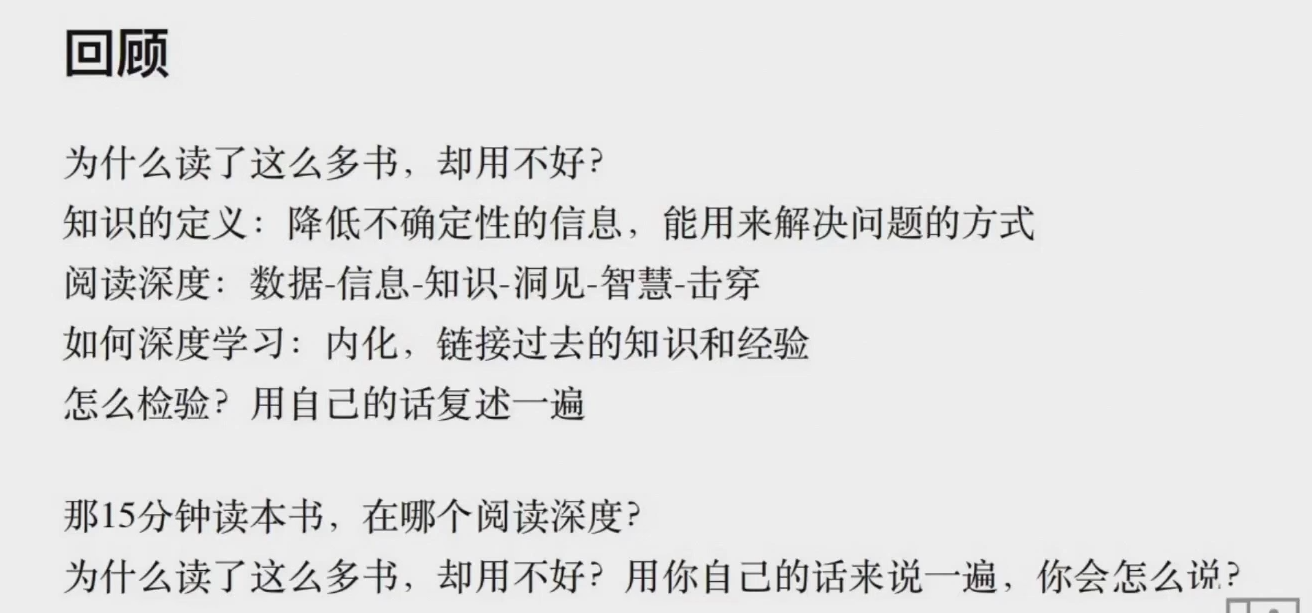 回顾
为什么读了这么多书，却用不好？
知识的定义：降低不确定性的信息，能用来解决问题的方式
阅读深度：数据-信息-知识-洞见-智慧-击穿
如何深度学习：内化，链接过去的知识和经验
怎么检验？用自己的话复述一遍
那15分钟读本书，在哪个阅读深度？
为什么读了这么多书，却用不好？用你自己的话来说一遍，你会怎么说？